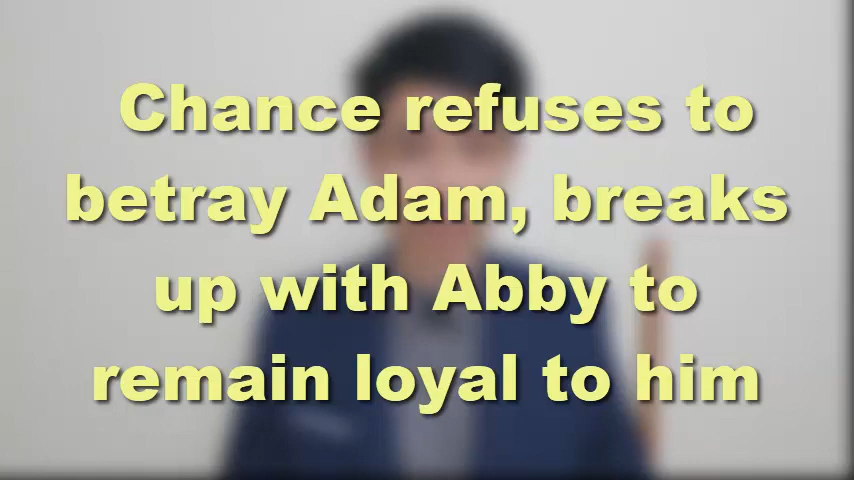 Chance refuses to
betray Adam, breaks
up with Abby to
remain loyal to him